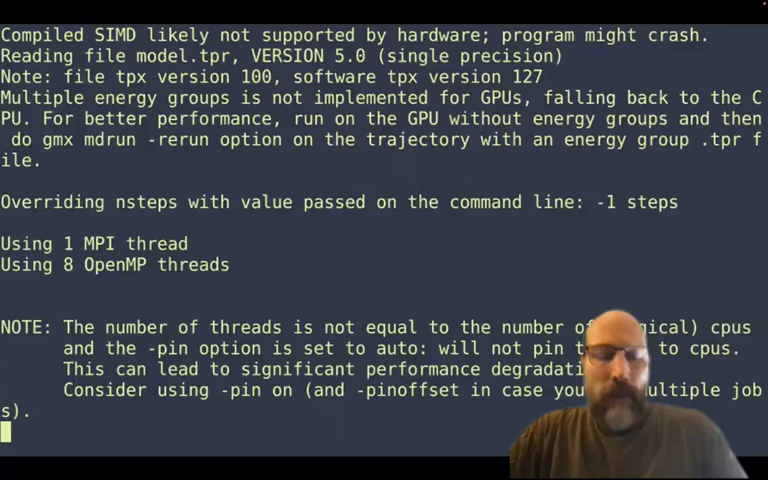 Compiled SIMD likely not supported by hardware; program might crash.
Reading file model.tpr, VERSION 5.0 (single precision)
Note: file tpx version 100, software tpx version 127
Multiple energy groups is not implemented for GPUs, falling back to the C
PU. For better performance, run on the GPU without energy groups and then
do gmx mdrun -rerun option on the trajectory with an energy group .tpr f
ile.
Overriding nsteps with value passed on the command line: -1 steps
Using 1 MPI thread
Using 8 OpenMP threads
NOTE: The number of threads is not equal to the number of gical) cpus
and the -pin option is set to auto: will not pin t to cpus.
This can lead to significant performance degradati
Consider using -pin on (and -pinoffset in case you ultiple job
s).